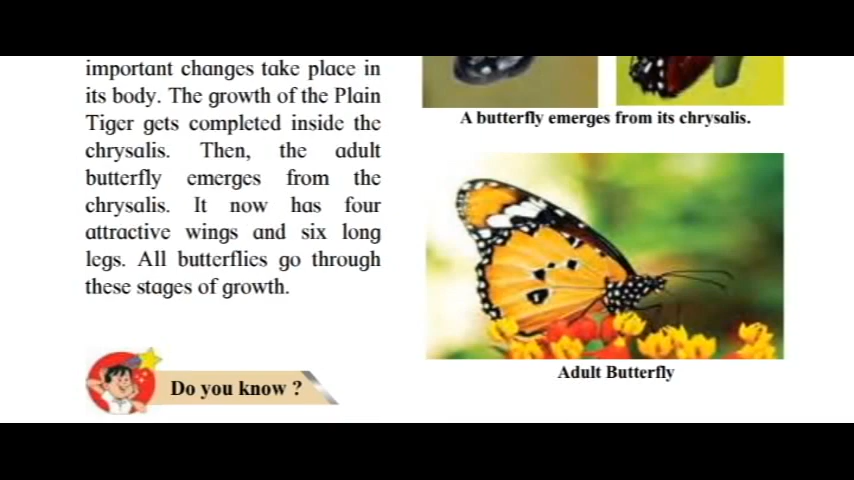 important changes take place in
its body. The growth of the Plain
Tiger gets completed inside the
chrysalis. Then, the adult
butterfly emerges from the
chrysalis. It now has four
attractive wings and six long
legs. All butterflies go through
these stages of growth.
A butterfly emerges from its chrysalis.
Adult Butterfly
Do you know ?